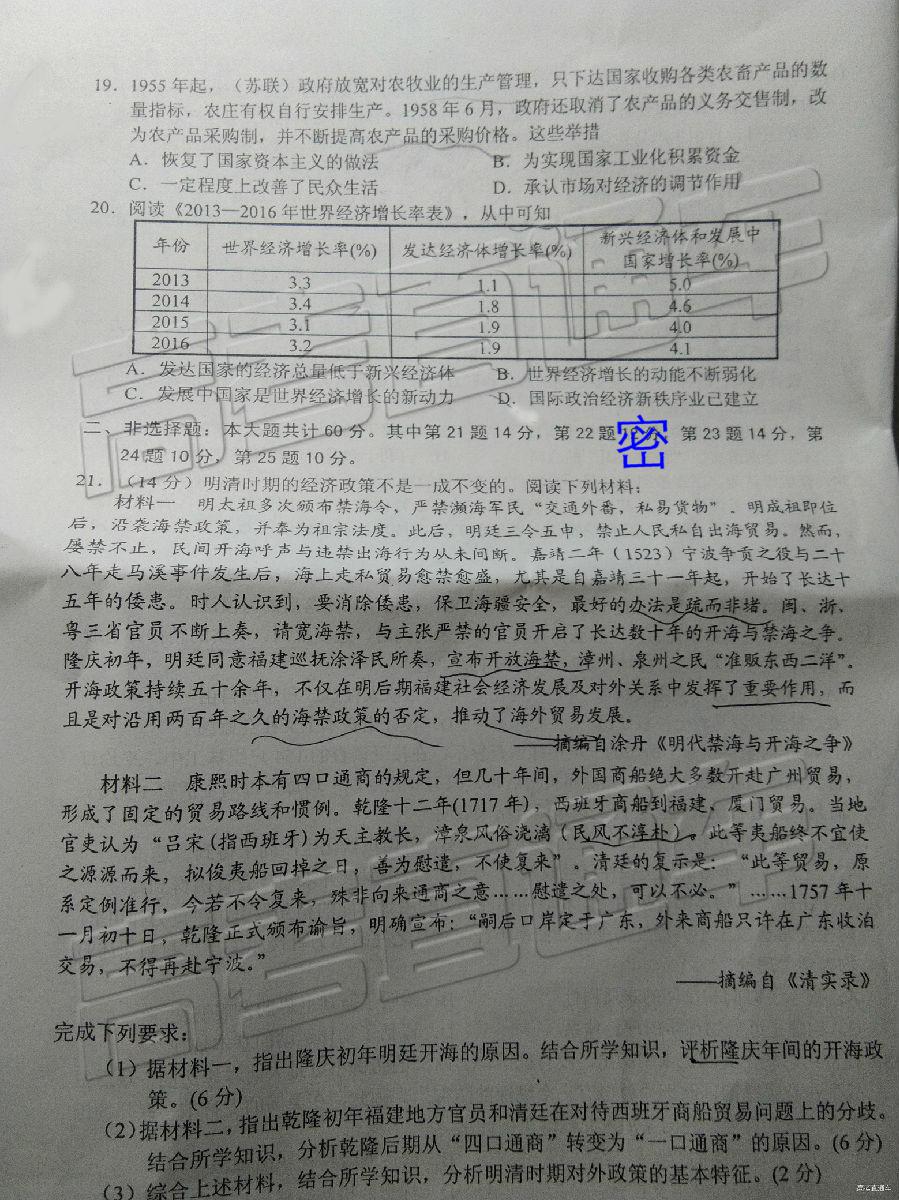 19. 1955 年起，（苏联）政府放宽对农牧业的生产管理，只下达国家收购各类农畜产品的数
量指标，农庄有权自行安排生产。1958 年 6 月，政府还取消了农产品的义务交售制，改
为农产品采购制，并不断提高农产品的采购价格。这些举措
A．恢复了国家资本主义的做法 B．为实现国家工业化积累资金
C．一定程度上改善了民众生活 D．承认市场对经济的调节作用
20. 阅读《2013—2016 年世界经济增长率表》，从中可知
年份 世界经济增长率(%) 发达经济体增长率(%) 新兴经济体和发展中
国家增长率(%)
2013 3.3 1.1 5.0
2014 3.4 1.8 4.6
2015 3.1 1.9 4.0
2016 3.2 1.9 4.1
A．发达国家的经济总量低于新兴经济体 B．世界经济增长的动能不断弱化
C．发展中国家是世界经济增长的新动力 D．国际政治经济新秩序业已建立
二、非选择题：本大题共计 60 分。其中第 21 题 14 分，第 22 题 密 分，第 23 题 14 分，第
24 题 10 分，第 25 题 10 分。
21.（14 分）明清时期的经济政策不是一成不变的。阅读下列材料：
材料一 明太祖多次颁布禁海令，严禁濒海军民“交通外番，私易货物”。明成祖即位
后，沿袭海禁政策，并奉为祖宗法度。此后，明廷三令五申，禁止人民私自出海贸易。然而，
屡禁不止，民间开海呼声与违禁出海行为从未间断。嘉靖二年（1523）宁波争贡之役与二十
八年走马溪事件发生后，海上走私贸易愈禁愈盛，尤其是自嘉靖三十一年起，开始了长达十
五年的倭患。时人认识到，要消除倭患，保卫海疆安全，最好的办法是疏而非堵。闽、浙、
粤三省官员不断上奏，请宽海禁，与主张严禁的官员开启了长达数十年的开海与禁海之争。
隆庆初年，明廷同意福建巡抚涂泽民所奏，宣布开放海禁，漳州、泉州之民“准贩东西二洋”。
开海政策持续五十余年，不仅在明后期福建社会经济发展及对外关系中发挥了重要作用，而
且是对沿用两百年之久的海禁政策的否定，推动了海外贸易发展。
——摘编自涂丹《明代禁海与开海之争》
材料二 康熙时本有四口通商的规定，但几十年间，外国商船绝大多数开赴广州贸易，
形成了固定的贸易路线和惯例。乾隆十二年(1717 年)，西班牙商船到福建、厦门贸易。当地
官吏认为“吕宋(指西班牙)为天主教长，漳泉风俗浇漓（民风不淳朴）。此等夷船终不宜使
之源源而来，拟俟夷船回棹之日，善为慰遣，不使复来”。清廷的复示是：“此等贸易，原
系定例准行，今若不令复来，殊非向来通商之意……慰遣之处，可以不必。”……1757 年十
一月初十日，乾隆正式颁布谕旨，明确宣布：“嗣后口岸定于广东，外来商船只许在广东收泊
交易，不得再赴宁波。”
——摘编自《清实录》
完成下列要求：
(1)据材料一，指出隆庆初年明廷开海的原因。结合所学知识，评析隆庆年间的开海政
策。(6 分)
(2)据材料二，指出乾隆初年福建地方官员和清廷在对待西班牙商船贸易问题上的分歧。
结合所学知识，分析乾隆后期从“四口通商”转变为“一口通商”的原因。(6 分)
(3)综合上述材料，结合所学知识，分析明清时期对外政策的基本特征。(2 分)
高考直通车
高考直通车
高考直通车